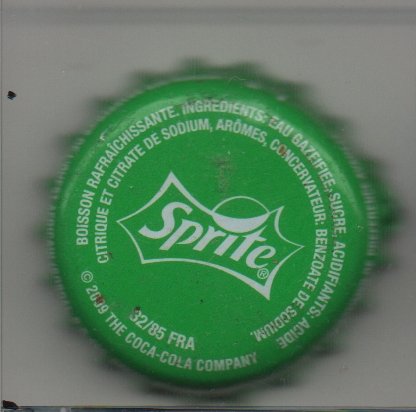 BOISSON RAFRAÎCHISSANTE. INGRÉDIENTS: EAU GAZEIFIÉE, SUCRE, ACIDIFIANTS: ACIDE
CITRIQUE ET CITRATE DE SODIUM, ARÔMES, CONSERVATEUR: BENZOATE DE SODIUM.
Sprite®
32/85 FRA
© 2009 THE COCA-COLA COMPANY